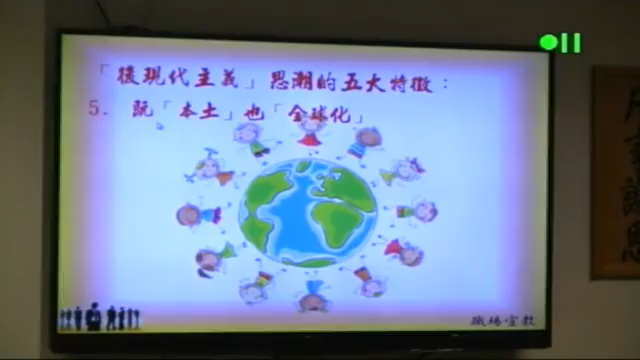 「後現代主義」思潮的五大特徵：
5. 既「本土」也「全球化」
職場宣教